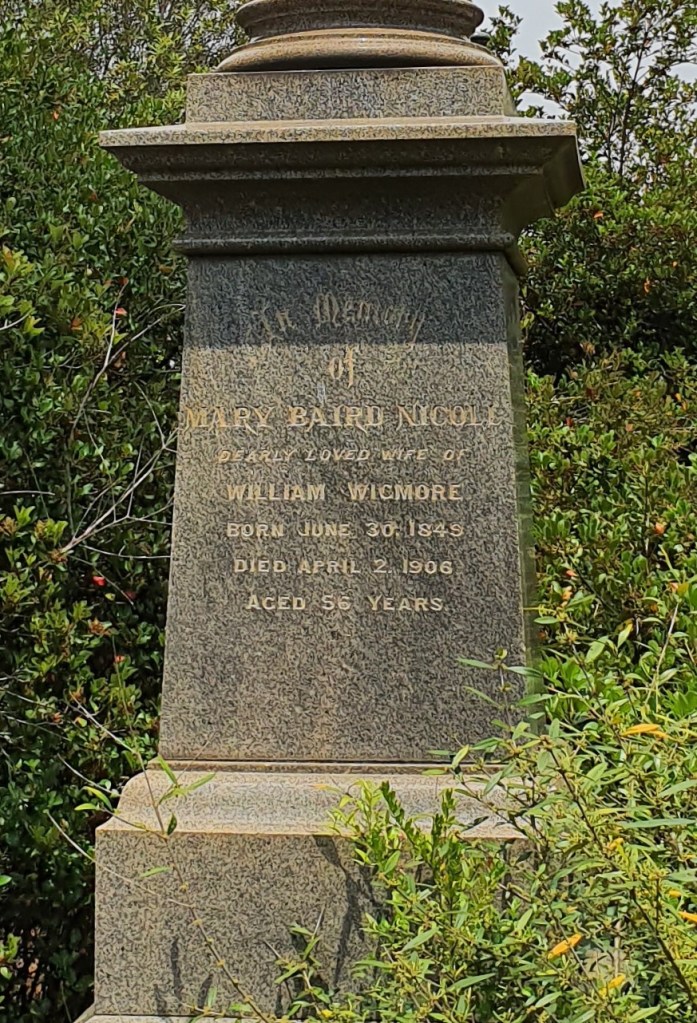 In Memory
of
MARY BAIRD NICOLL
DEARLY LOVED WIFE OF
WILLIAM WIGMORE
BORN JUNE 30, 1849
DIED APRIL 2, 1906
AGED 56 YEARS.